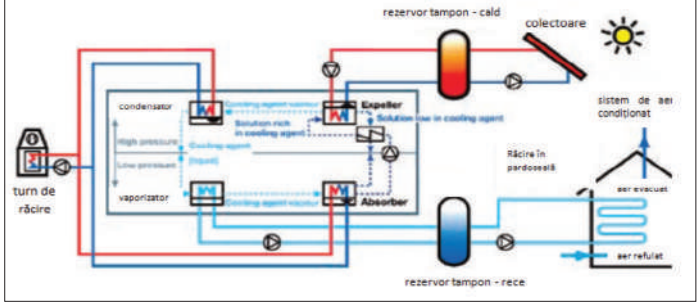 rezervor tampon - cald
colectoare
condensator
Cooling agent vapour
Expeller
Solution rich
in cooling agent
Solution low in cooling agent
sistem de aer
condiționat
High pressure
Low pressure
Cooling agent
(liquid)
turn de
răcire
Răcire în
pardoseală
vaporizator
Cooling agent vapour
Absorber
aer evacuat
aer refulat
rezervor tampon - rece